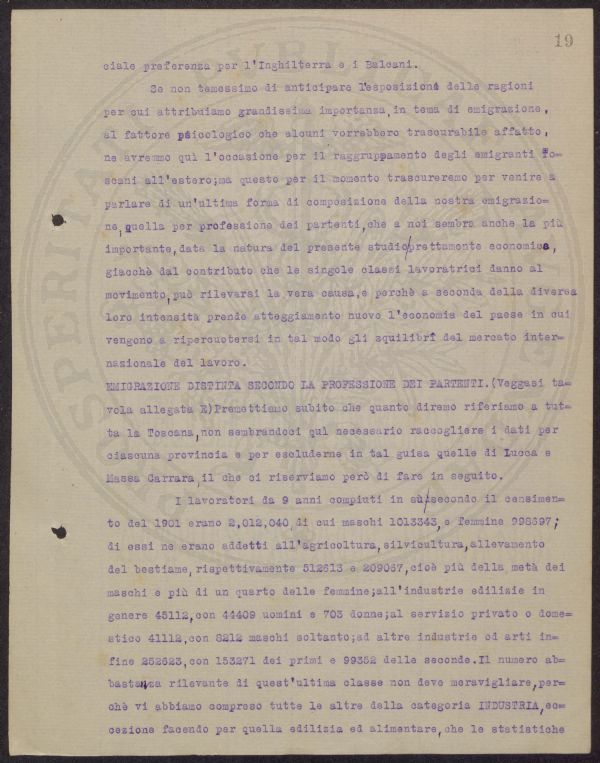 19
ciale preferenza per l'Inghilterra e i Balcani.
Se non temessimo di anticipare l'esposizione delle ragioni
per cui attribuiamo grandissima importanza, in tema di emigrazione,
al fattore psicologico che alcuni vorrebbero trascurabile affatto,
ne avremmo quì l'occasione per il raggruppamento degli emigranti To=
scani all'estero;ma questo per il momento trascureremo per venire a
parlare di un'ultima forma di composizione della nostra emigrazio=
ne, quella per professione dei partenti,che a noi sembra anche la più
importante,data la natura del presente studio prettamente economica,
giacchè dal contributo che le singole classi lavoratrici danno al
movimento,può rilevarsi la vera causa,e perchè a seconda della diversa
loro intensità prende atteggiamento nuovo l'economia del paese in cui
vengono a ripercuotersi in tal modo gli squilibrî del mercato inter=
nazionale del lavoro.
EMIGRAZIONE DISTINTA SECONDO LA PROFESSIONE DEI PARTENTI.(Veggasi ta=
vola allegata E)Premettiamo subito che quanto diremo riferiamo a tut=
ta la Toscana,non sembrandoci quì necessario raccogliere i dati per
ciascuna provincia e per escluderne in tal guisa quelle di Lucca e
Massa Carrara,il che ci riserviamo però di fare in seguito.
I lavoratori da 9 anni compiuti in sù,secondo il censimen=
to del 1901 erano 2,012,040,di cui maschi 1013343,e femmine 998697;
di essi ne erano addetti all'agricoltura,silvicultura,allevamento
del bestiame,rispettivamente 512613 e 209067,cioè più della metà dei
maschi e più di un quarto delle femmine;all'industrie edilizie in
genere 45112,con 44409 uomini e 703 donne;al servizio privato o dome=
stico 41112,con 8212 maschi soltanto;ad altre industrie od arti in=
fine 252623,con 153271 dei primi e 99352 delle seconde.Il numero ab=
bastanza rilevante di quest'ultima classe non deve meravigliare,per=
chè vi abbiamo compreso tutte le altre della categoria INDUSTRIA,ec=
cezione facendo per quella edilizia ed alimentare,che le statistiche